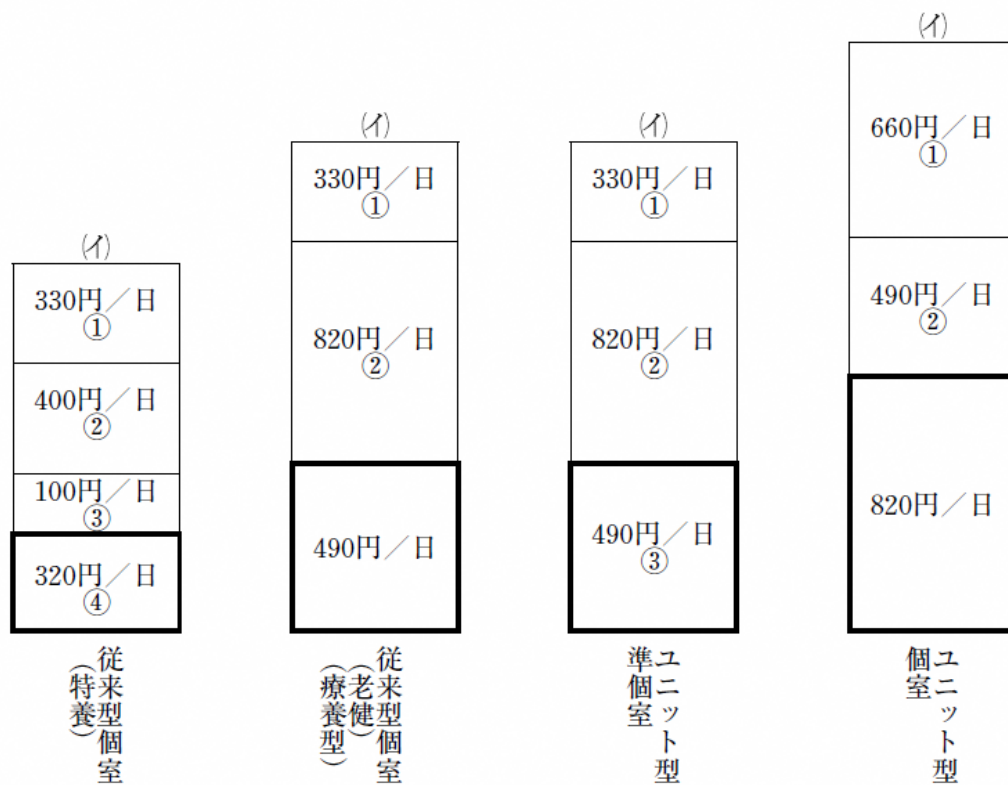 (イ)
330円／日
①
400円／日
②
100円／日
③
320円／日
④
従来型個室
(特養)
(イ)
330円／日
①
820円／日
②
490円／日
従来型個室
(老健)
(療養型)
(イ)
330円／日
①
820円／日
②
490円／日
③
ユニット型
準個室
(イ)
660円／日
①
490円／日
②
820円／日
ユニット型
個室